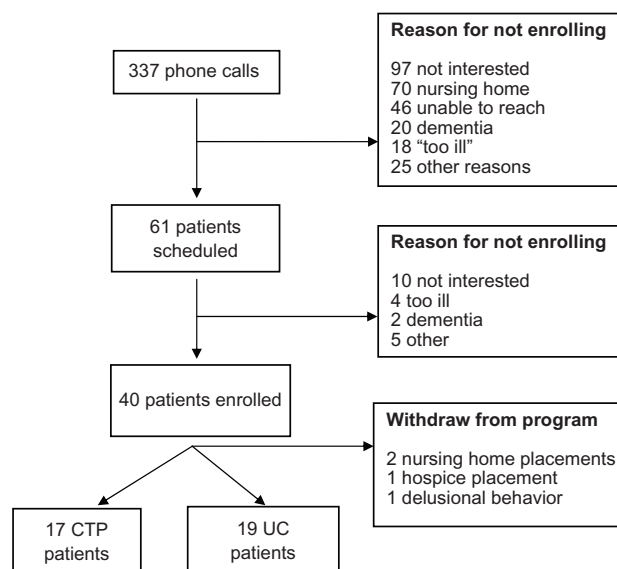 337 phone calls
Reason for not enrolling
97 not interested
70 nursing home
46 unable to reach
20 dementia
18 “too ill”
25 other reasons
61 patients
scheduled
Reason for not enrolling
10 not interested
4 too ill
2 dementia
5 other
40 patients enrolled
Withdraw from program
2 nursing home placements
1 hospice placement
1 delusional behavior
17 CTP
patients
19 UC
patients